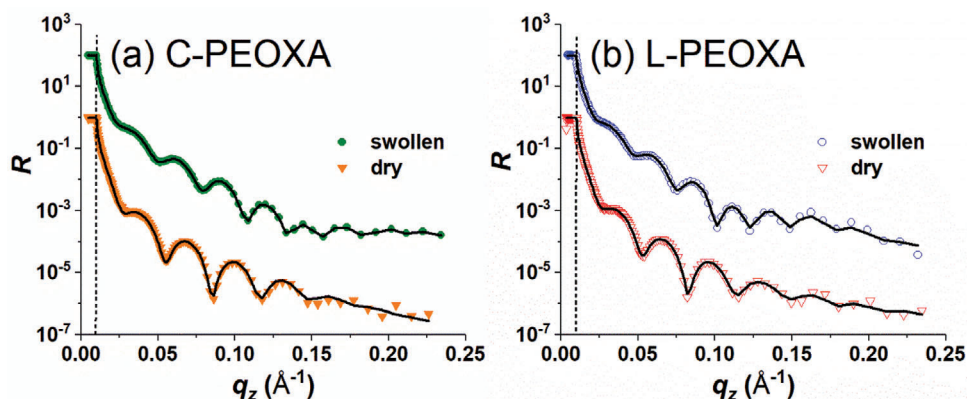 (a) C-PEOXA
10³
10¹
10⁻¹
10⁻³
10⁻⁵
10⁻⁷
R
swollen
dry
0.00 0.05 0.10 0.15 0.20 0.25
q_z (Å⁻¹)
(b) L-PEOXA
10³
10¹
10⁻¹
10⁻³
10⁻⁵
10⁻⁷
R
swollen
dry
0.00 0.05 0.10 0.15 0.20 0.25
q_z (Å⁻¹)